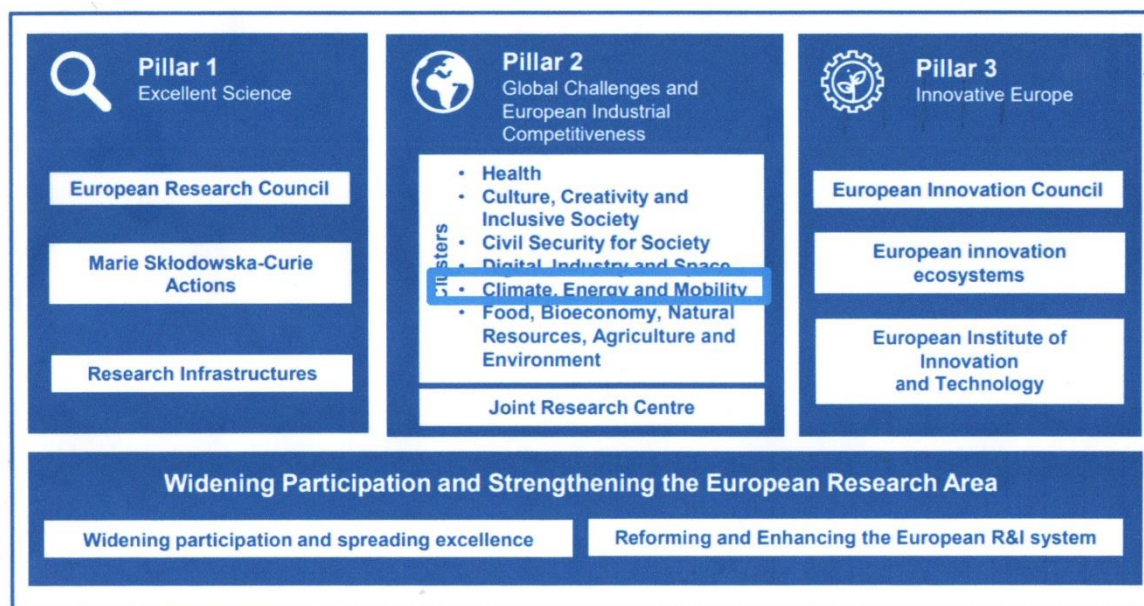 Pillar 1
Excellent Science
European Research Council
Marie Skłodowska-Curie
Actions
Research Infrastructures
Pillar 2
Global Challenges and
European Industrial
Competitiveness
Clusters
• Health
• Culture, Creativity and
Inclusive Society
• Civil Security for Society
• Digital, Industry and Space
• Climate, Energy and Mobility
• Food, Bioeconomy, Natural
Resources, Agriculture and
Environment
Joint Research Centre
Pillar 3
Innovative Europe
European Innovation Council
European innovation
ecosystems
European Institute of
Innovation
and Technology
Widening Participation and Strengthening the European Research Area
Widening participation and spreading excellence
Reforming and Enhancing the European R&I system